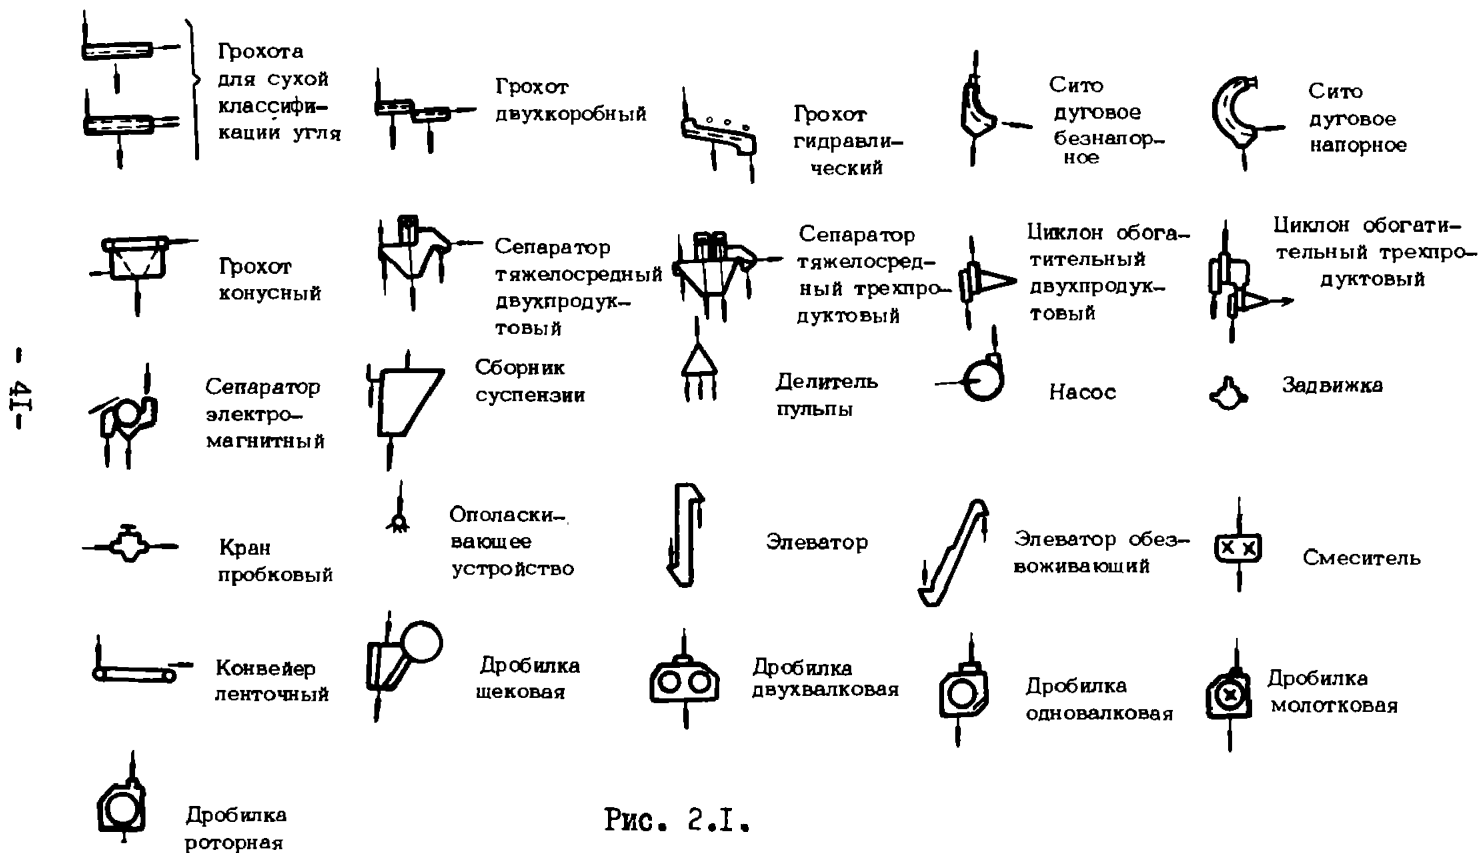 Грохота
для сухой
классифи-
кации угля
Грохот
двухкоробный
Грохот
гидравли-
ческий
Сито
дуговое
безнапор-
ное
Сито
дуговое
напорное
Грохот
конусный
Сепаратор
тяжелосредный
двухпродук-
товый
Сепаратор
тяжелосред-
ный трехпро-
дуктовый
Циклон обога-
тительный
двухпродук-
товый
Циклон обогати-
тельный трехпро-
дуктовый
- 4I-
Сепаратор
электро-
магнитный
Сборник
суспензии
Делитель
пульпы
Насос
Задвижка
Кран
пробковый
Ополаски-
вающее
устройство
Элеватор
Элеватор обез-
воживающий
Смеситель
Конвейер
ленточный
Дробилка
щековая
Дробилка
двухвалковая
Дробилка
одновалковая
Дробилка
молотковая
Дробилка
роторная
Рис. 2.I.